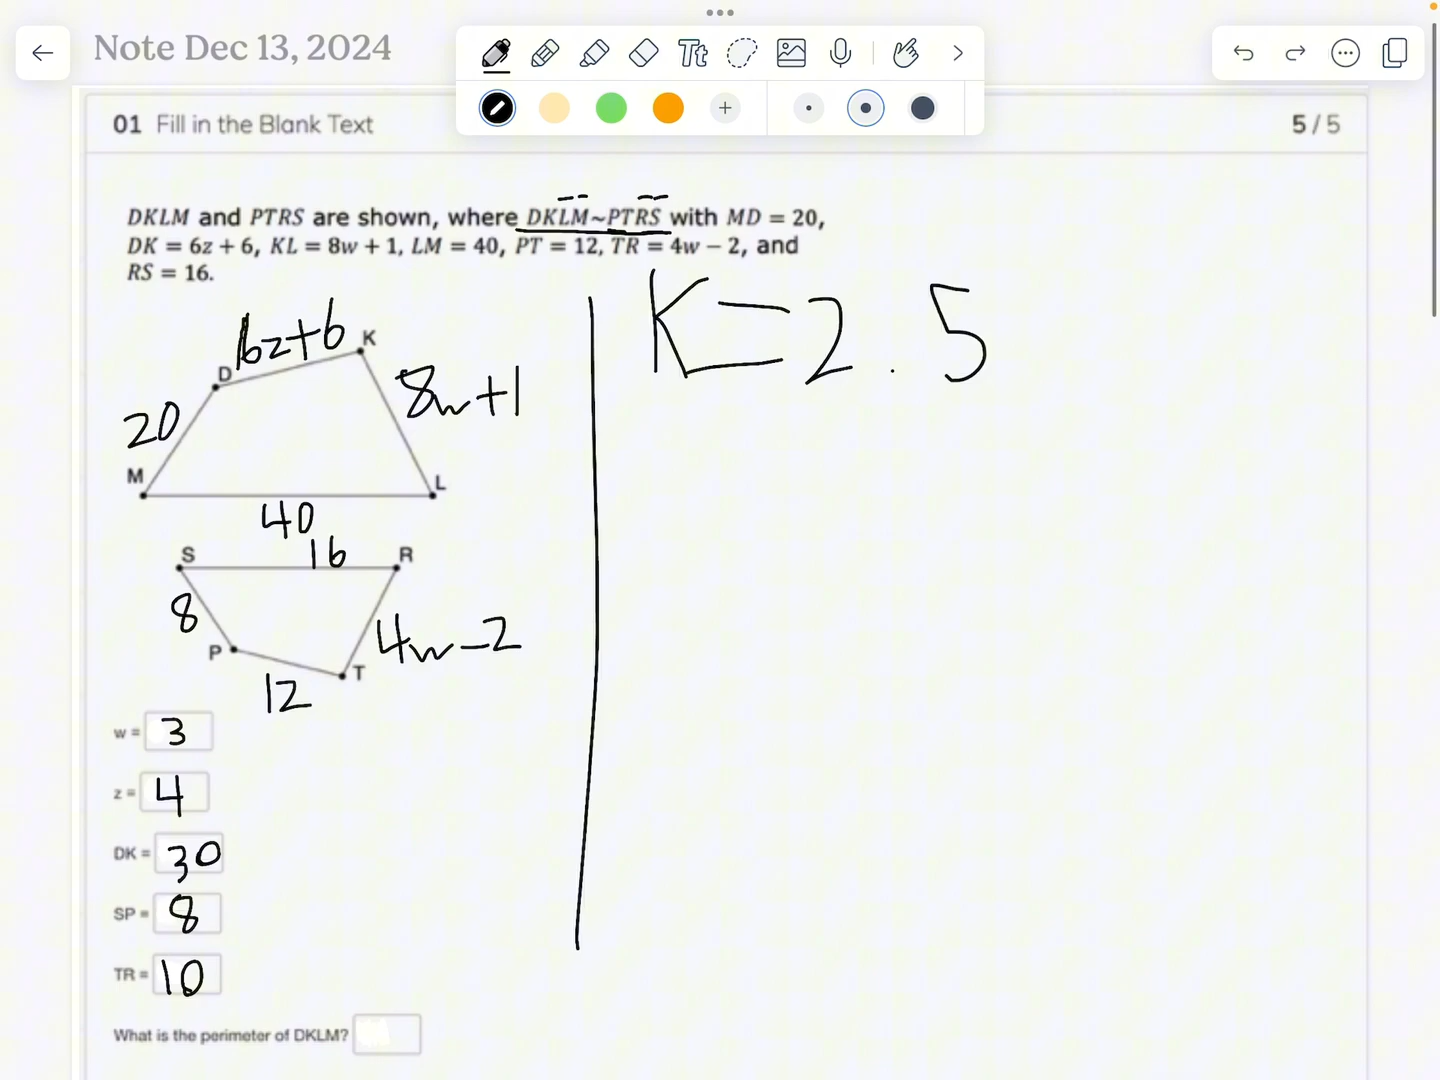 Note Dec 13, 2024
Tt
01 Fill in the Blank Text
5 / 5
DKLM and PTRS are shown, where DKLM~PTRS with MD = 20,
DK = 6z + 6, KL = 8w + 1, LM = 40, PT = 12, TR = 4w − 2, and
RS = 16.
K=2.5
6z+6
K
D
8w+1
20
M
L
40
16
S
R
8
4w-2
P
T
12
w = 3
z = 4
DK = 30
SP = 8
TR = 10
What is the perimeter of DKLM?